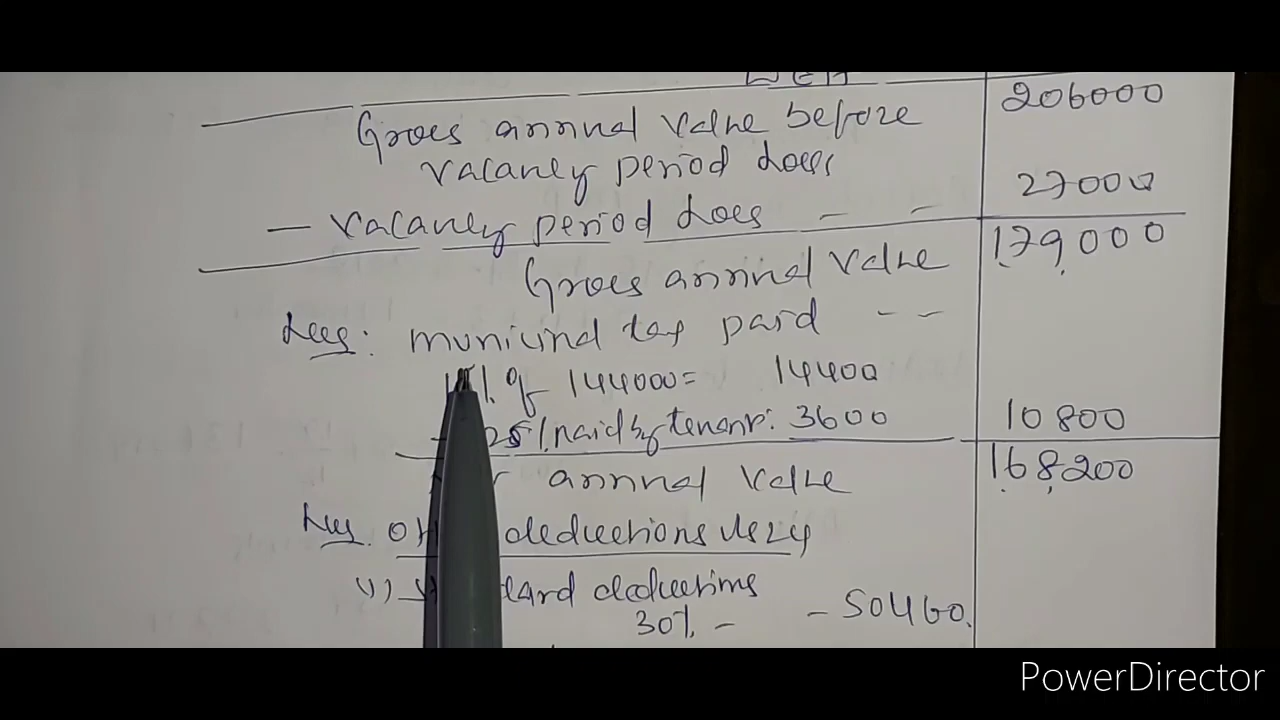 Gross annual value before 206000
vacancy period loss
— vacancy period loss - - 27000
Gross annual value 179,000
Less: municipal tax paid - -
% of 144000 = 14400
25% paid by tenant: 3600 10800
annual value 168,200
Less. deductions u/s 24
30% - - 50460.
PowerDirector